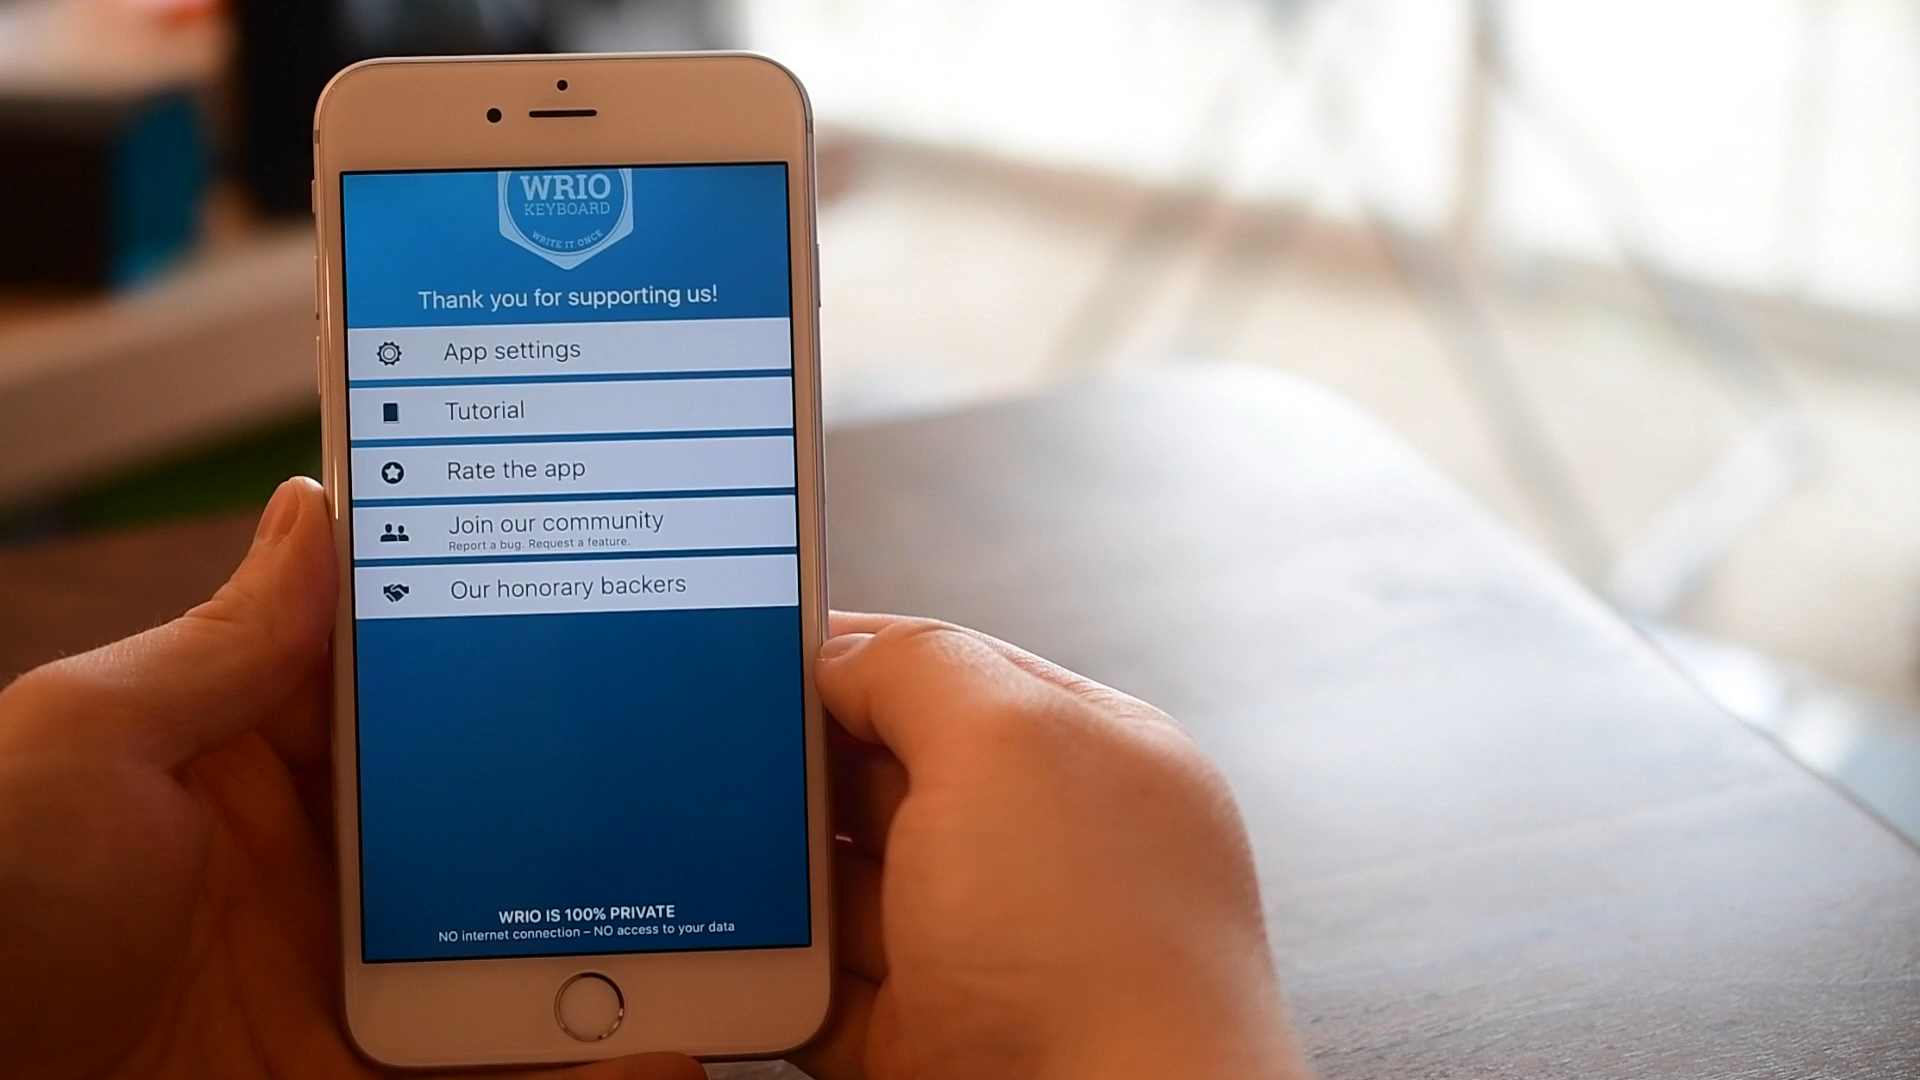 WRIO
KEYBOARD
WRITE IT ONCE
Thank you for supporting us!
App settings
Tutorial
Rate the app
Join our community
Report a bug. Request a feature.
Our honorary backers
WRIO IS 100% PRIVATE
NO internet connection – NO access to your data